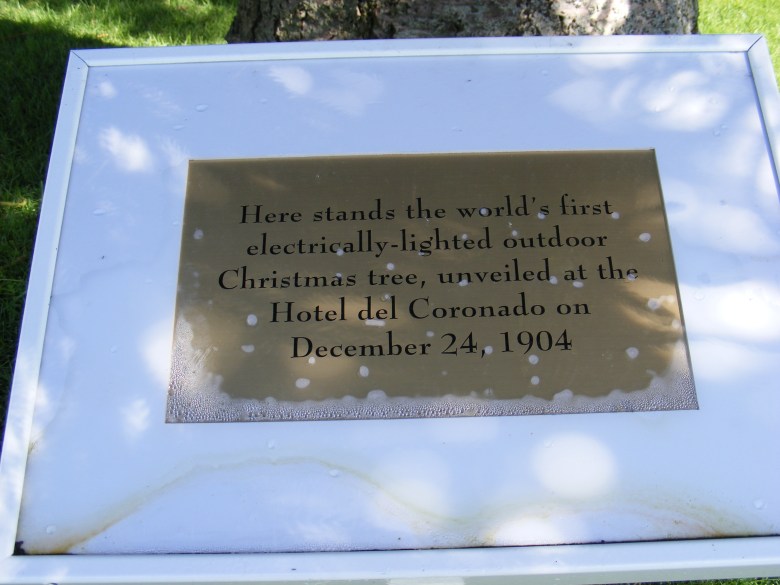 Here stands the world's first
electrically-lighted outdoor
Christmas tree, unveiled at the
Hotel del Coronado on
December 24, 1904